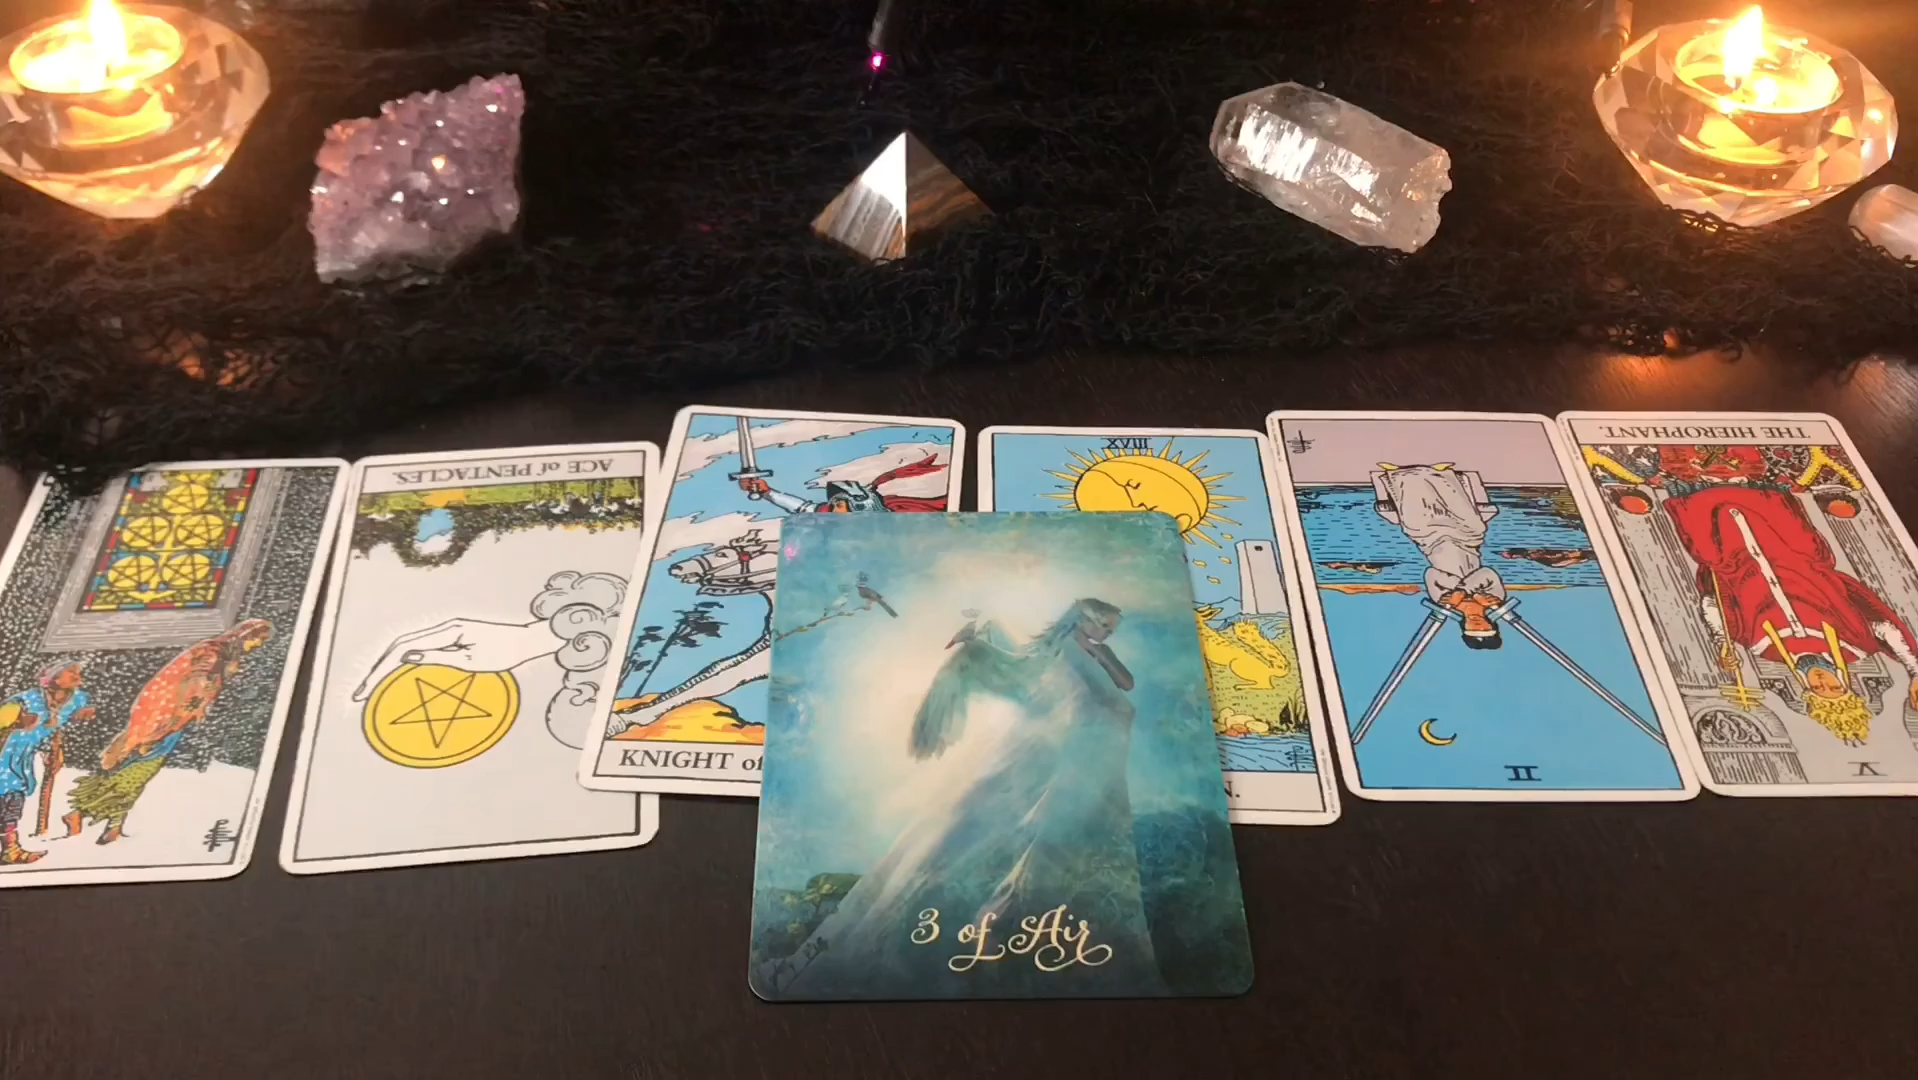 ACE of PENTACLES.
KNIGHT of
XVIII
N.
II
THE HIEROPHANT.
V
3 of Air